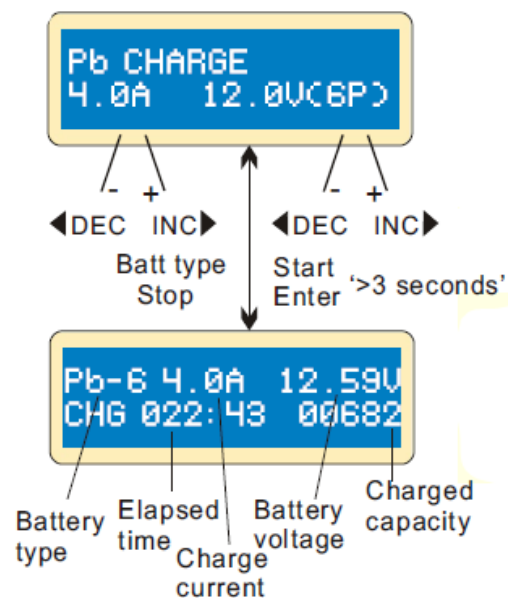 Pb CHARGE
4.0A 12.0V(6P)
- + - +
◀DEC INC▶ ◀DEC INC▶
Batt type
Stop
Start
Enter '>3 seconds'
Pb-6 4.0A 12.59V
CHG 022:43 00682
Battery
type
Elapsed
time
Charge
current
Battery
voltage
Charged
capacity